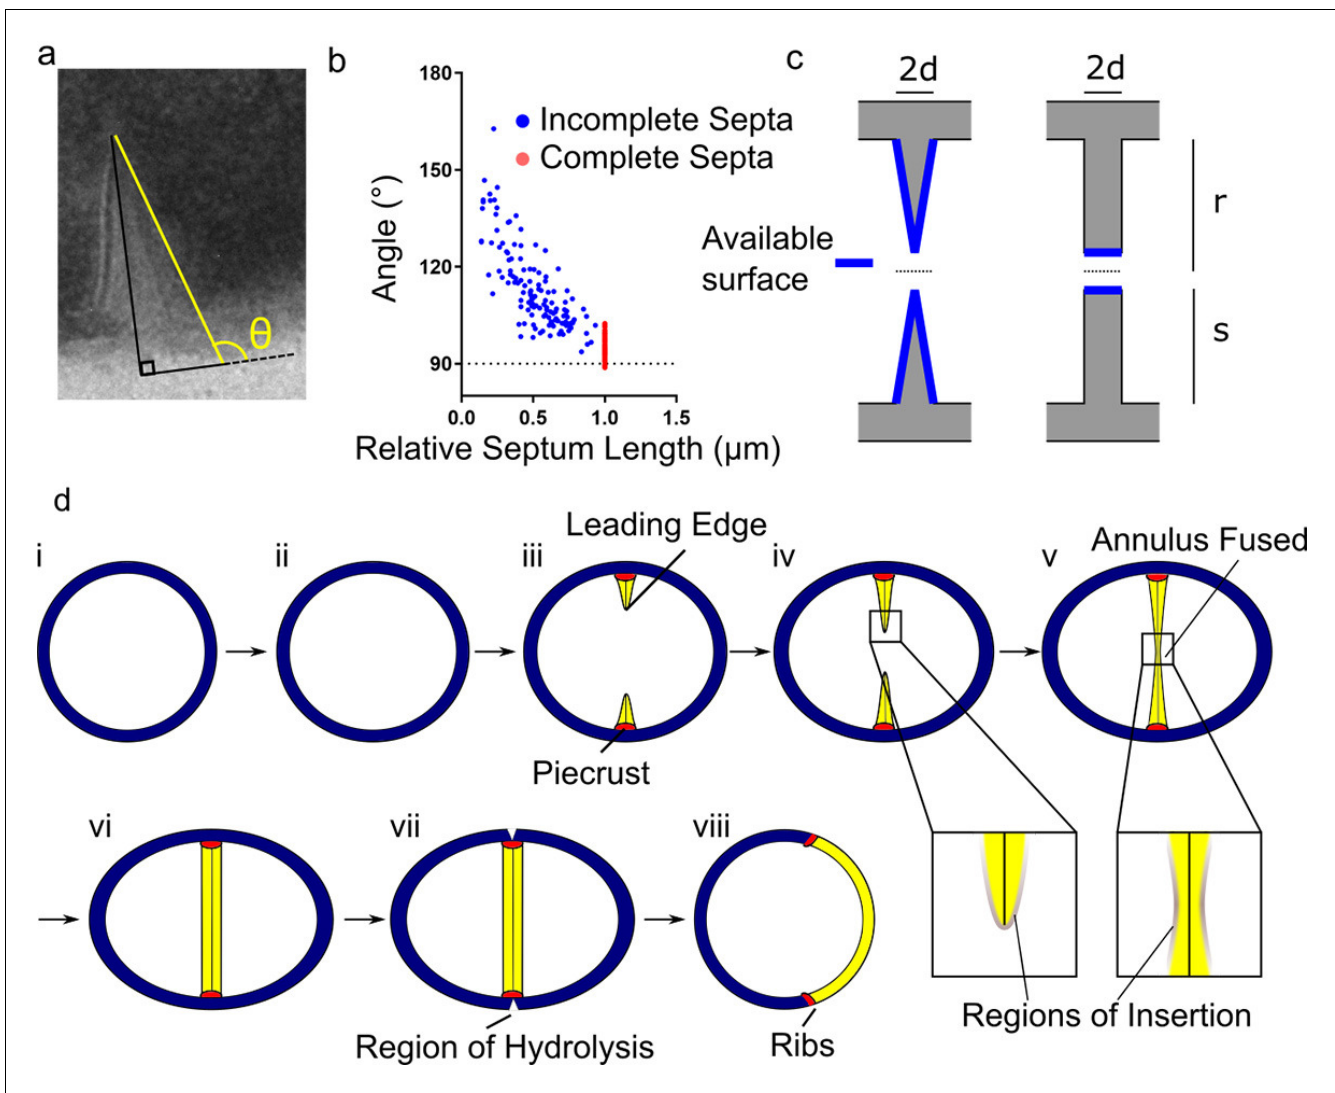 a
θ
b
180
150
120
90
Angle (°)
Incomplete Septa
Complete Septa
0.0
0.5
1.0
1.5
Relative Septum Length (µm)
c
2d
2d
Available
surface
r
s
d
i
ii
iii
iv
v
Leading Edge
Annulus Fused
Piecrust
vi
vii
viii
Region of Hydrolysis
Ribs
Regions of Insertion